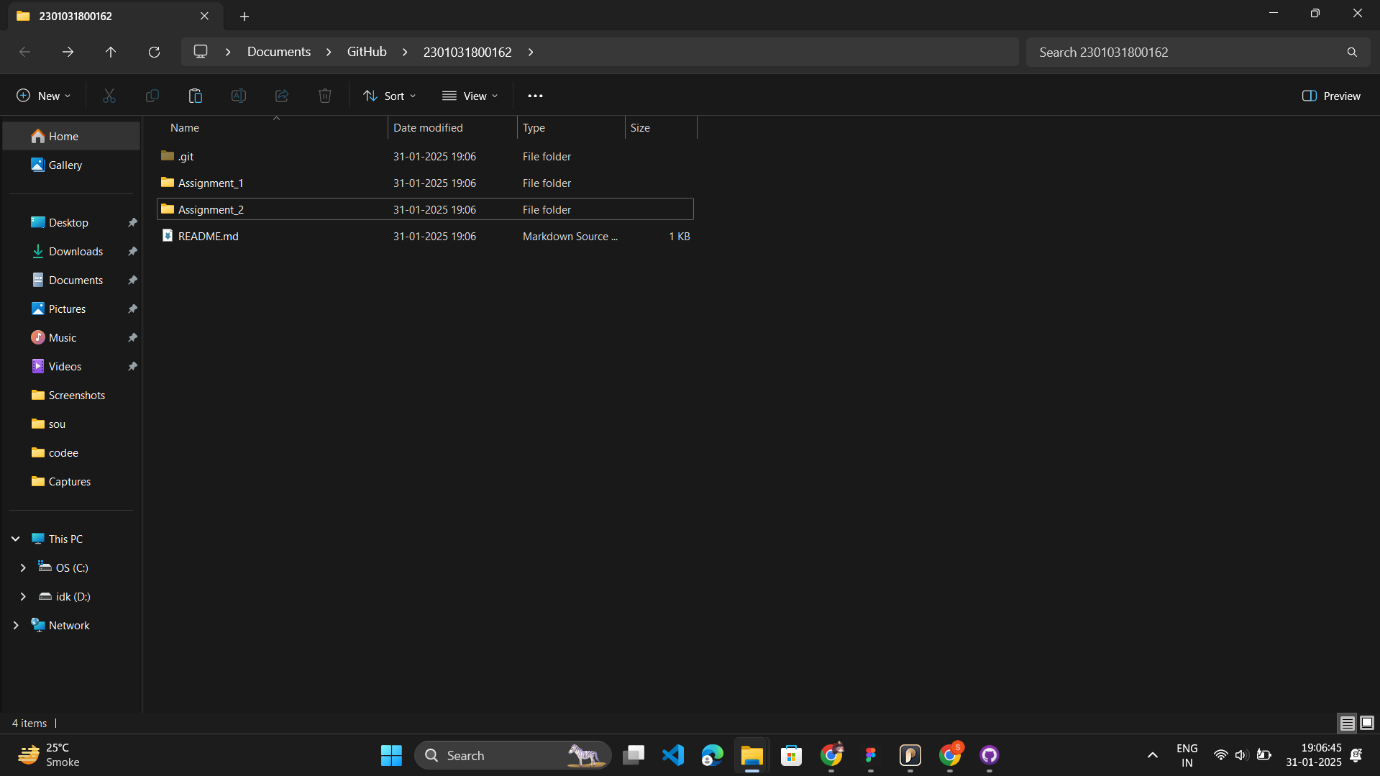 2301031800162
Documents > GitHub > 2301031800162 >
Search 2301031800162
New
Sort
View
Preview
Name Date modified Type Size
.git 31-01-2025 19:06 File folder
Assignment_1 31-01-2025 19:06 File folder
Assignment_2 31-01-2025 19:06 File folder
README.md 31-01-2025 19:06 Markdown Source ... 1 KB
Home
Gallery
Desktop
Downloads
Documents
Pictures
Music
Videos
Screenshots
sou
codee
Captures
This PC
OS (C:)
idk (D:)
Network
4 items
25°C
Smoke
Search
S
ENG
IN
19:06:45
31-01-2025